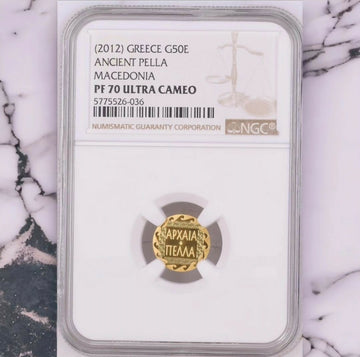 (2012) GREECE G50E
ANCIENT PELLA
MACEDONIA
PF 70 ULTRA CAMEO
5775526-036
NUMISMATIC GUARANTY CORPORATION
NGC
ΑΡΧΑΙΑ
ΠΕΛΛΑ